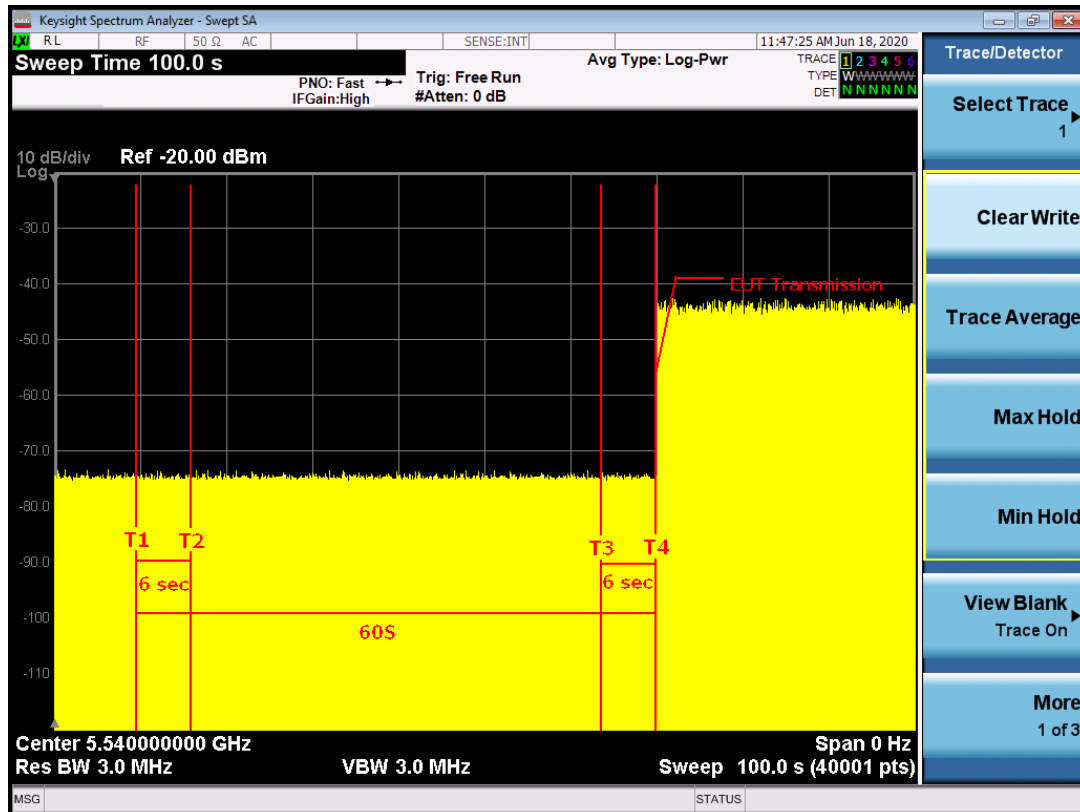 Keysight Spectrum Analyzer - Swept SA
LXI RL RF 50 Ω AC SENSE:INT 11:47:25 AM Jun 18, 2020
Sweep Time 100.0 s
PNO: Fast
IFGain:High
Trig: Free Run
#Atten: 0 dB
Avg Type: Log-Pwr
TRACE 1 2 3 4 5 6
TYPE WWWWWW
DET N N N N N N
10 dB/div Ref -20.00 dBm
Log
-30.0
-40.0
-50.0
-60.0
-70.0
-80.0
-90.0
-100
-110
EUT Transmission
T1 T2 T3 T4
6 sec 6 sec
60S
Center 5.540000000 GHz Span 0 Hz
Res BW 3.0 MHz VBW 3.0 MHz Sweep 100.0 s (40001 pts)
MSG STATUS
Trace/Detector
Select Trace
1
Clear Write
Trace Average
Max Hold
Min Hold
View Blank
Trace On
More
1 of 3